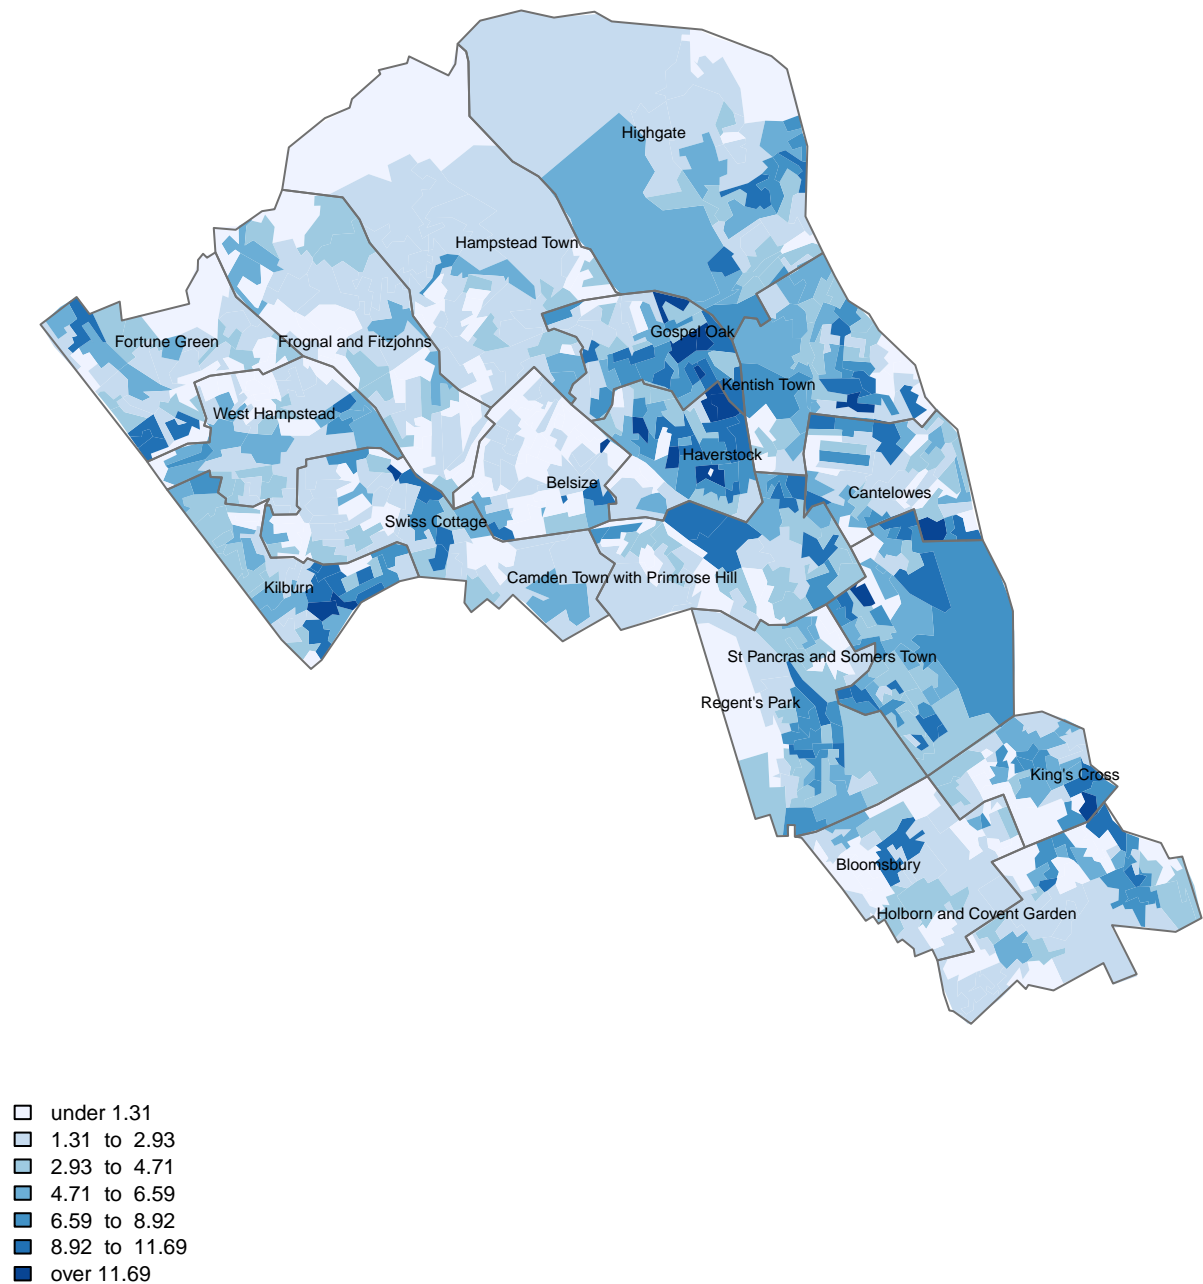 Highgate
Hampstead Town
Gospel Oak
Fortune Green
Frognal and Fitzjohns
Kentish Town
West Hampstead
Haverstock
Belsize
Cantelowes
Swiss Cottage
Camden Town with Primrose Hill
Kilburn
St Pancras and Somers Town
Regent's Park
King's Cross
Bloomsbury
Holborn and Covent Garden
under 1.31
1.31 to 2.93
2.93 to 4.71
4.71 to 6.59
6.59 to 8.92
8.92 to 11.69
over 11.69